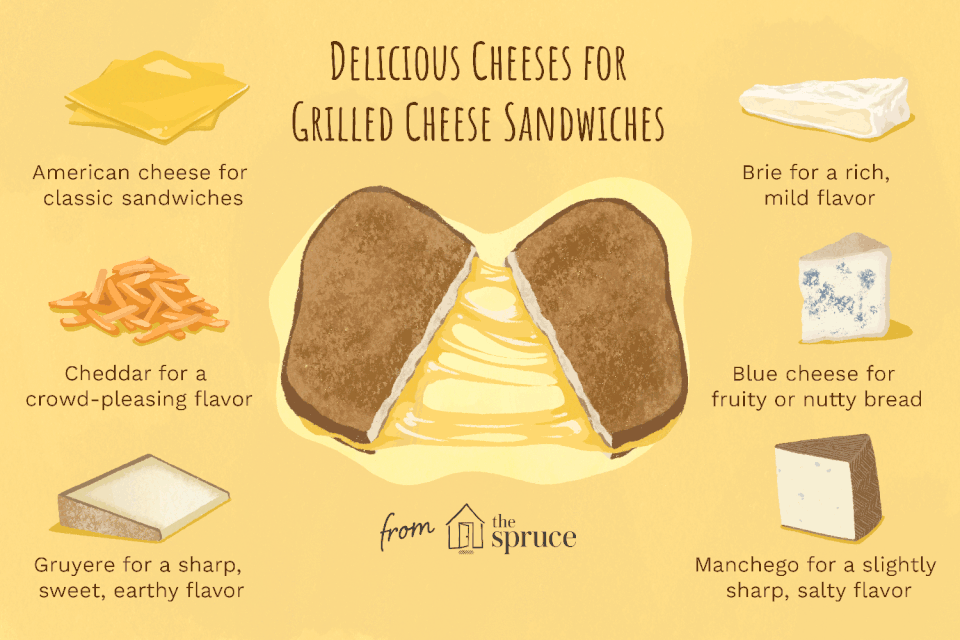 Delicious Cheeses for
Grilled Cheese Sandwiches
American cheese for
classic sandwiches
Cheddar for a
crowd-pleasing flavor
Gruyere for a sharp,
sweet, earthy flavor
Brie for a rich,
mild flavor
Blue cheese for
fruity or nutty bread
Manchego for a slightly
sharp, salty flavor
from
the
spruce